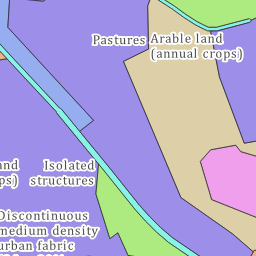 Pastures
Arable land
(annual crops)
and
ps)
Isolated
structures
Discontinuous
medium density
urban fabric